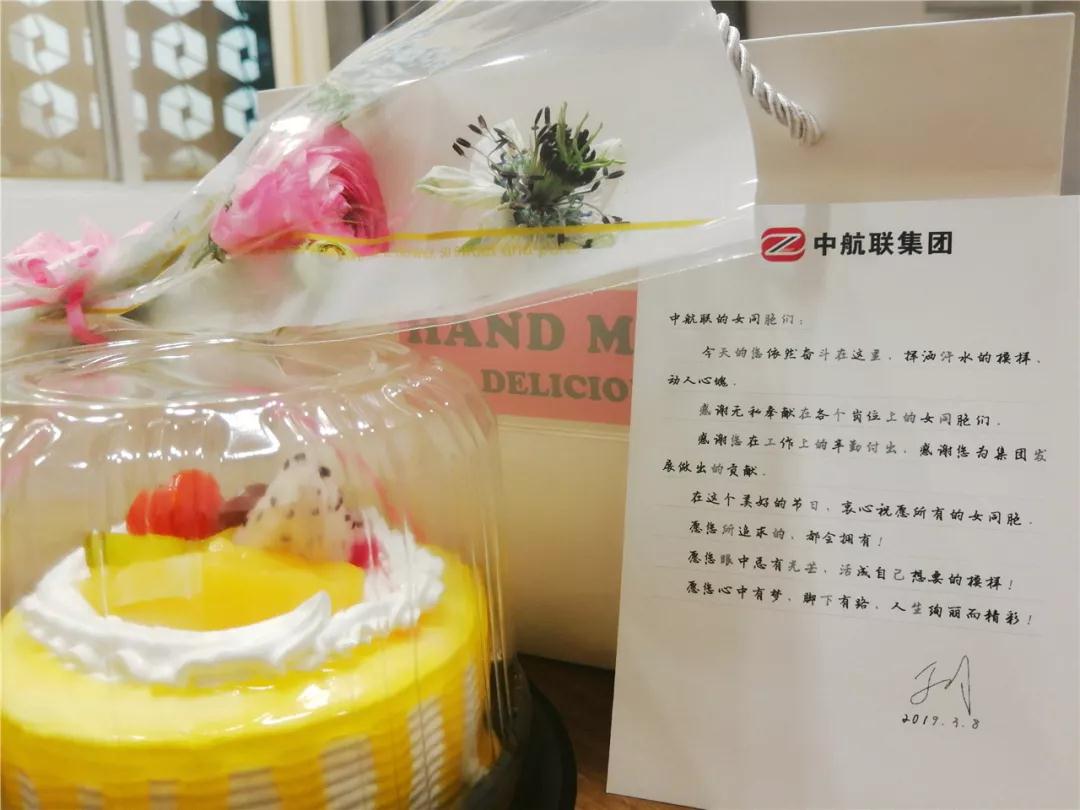 HAND M
DELICIO
中航联集团
中航联的女同胞们：
今天的您依然奋斗在这里，挥洒汗水的模样，
动人心魄．
感谢无私奉献在各个岗位上的女同胞们．
感谢您在工作上的辛勤付出，感谢您为集团发
展做出的贡献．
在这个美好的节日，衷心祝愿所有的女同胞．
愿您所追求的，都会拥有！
愿您眼中总有光芒，活成自己想要的模样！
愿您心中有梦，脚下有路，人生绚丽而精彩！
2019.3.8